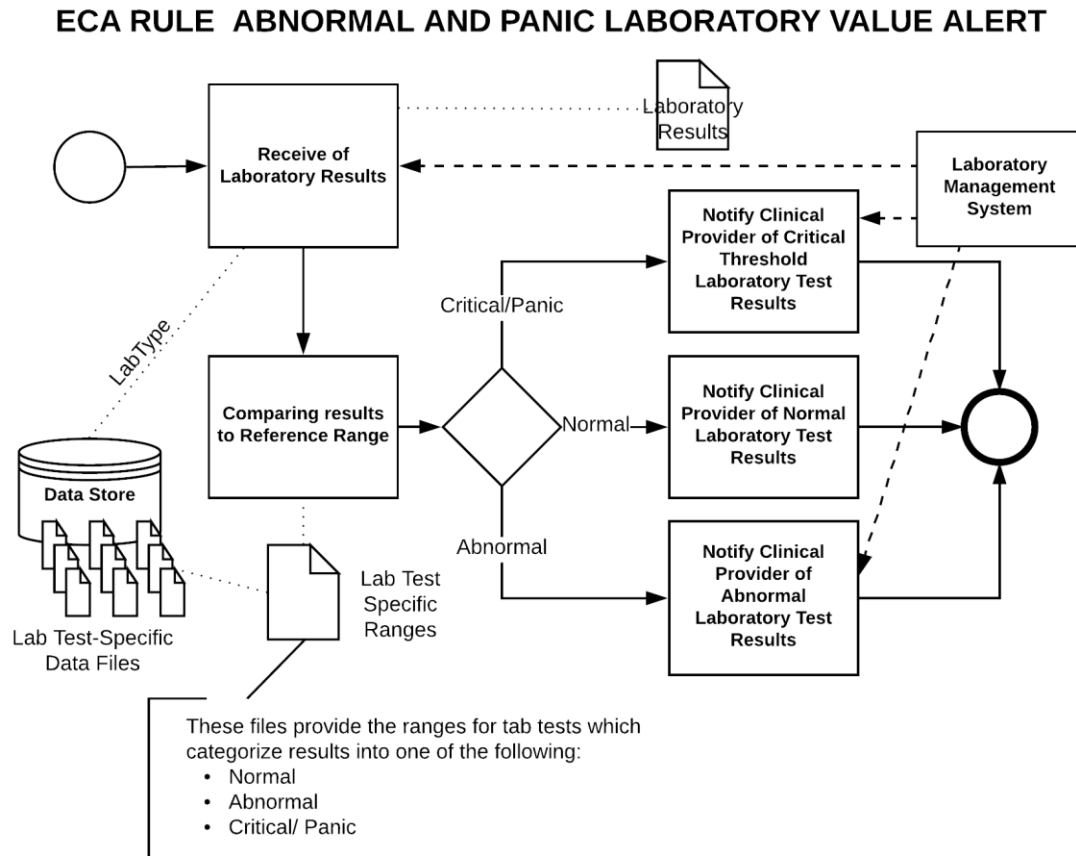 ECA RULE  ABNORMAL AND PANIC LABORATORY VALUE ALERT
Laboratory
Results
Receive of
Laboratory Results
Laboratory
Management
System
Notify Clinical
Provider of Critical
Threshold
Laboratory Test
Results
Critical/Panic
LabType
Comparing results
to Reference Range
Normal
Notify Clinical
Provider of Normal
Laboratory Test
Results
Data Store
Abnormal
Notify Clinical
Provider of
Abnormal
Laboratory Test
Results
Lab Test
Specific
Ranges
Lab Test-Specific
Data Files
These files provide the ranges for tab tests which
categorize results into one of the following:
• Normal
• Abnormal
• Critical/ Panic